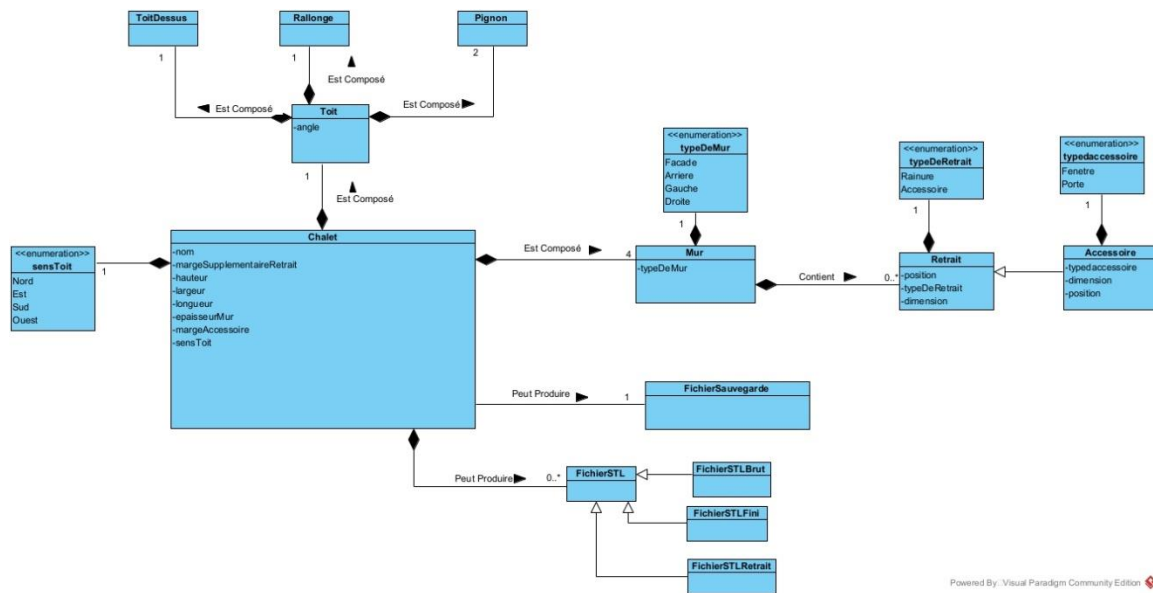 ToitDessus
Rallonge
Pignon
1
1
2
Est Composé
Est Composé
Est Composé
Toit
-angle
1
Est Composé
<<enumeration>>
typeDeMur
Facade
Arriere
Gauche
Droite
1
<<enumeration>>
typeDeRetrait
Rainure
Accessoire
1
<<enumeration>>
typedaccessoire
Fenetre
Porte
1
<<enumeration>>
sensToit
Nord
Est
Sud
Ouest
1
Chalet
-nom
-margeSupplementaireRetrait
-hauteur
-largeur
-longueur
-epaisseurMur
-margeAccessoire
-sensToit
Est Composé
4
Mur
-typeDeMur
Contient
0..*
Retrait
-position
-typeDeRetrait
-dimension
Accessoire
-typedaccessoire
-dimension
-position
Peut Produire
1
FichierSauvegarde
Peut Produire
0..*
FichierSTL
FichierSTLBrut
FichierSTLFini
FichierSTLRetrait
Powered By Visual Paradigm Community Edition